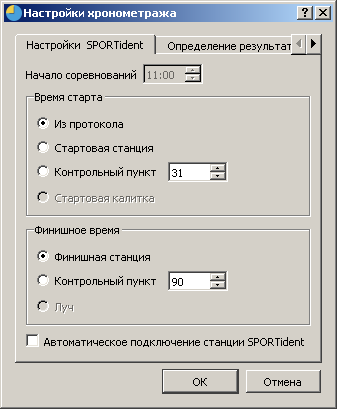 Настройки хронометража
Настройки SPORTident Определение результат
Начало соревнований 11:00
Время старта
Из протокола
Стартовая станция
Контрольный пункт 31
Стартовая калитка
Финишное время
Финишная станция
Контрольный пункт 90
Луч
Автоматическое подключение станции SPORTident
OK Отмена